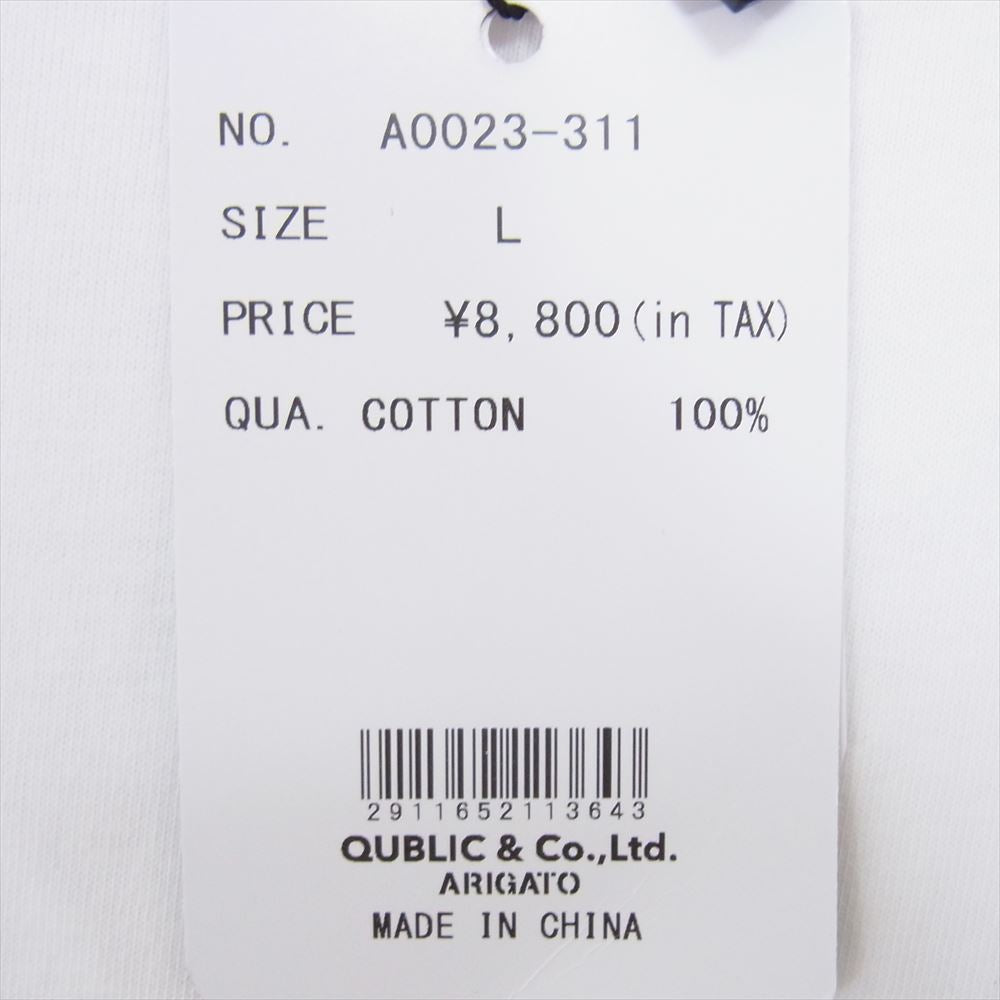 NO. A0023-311
SIZE L
PRICE ¥8,800(in TAX)
QUA. COTTON 100%
2911652113643
QUBLIC & Co.,Ltd.
ARIGATO
MADE IN CHINA